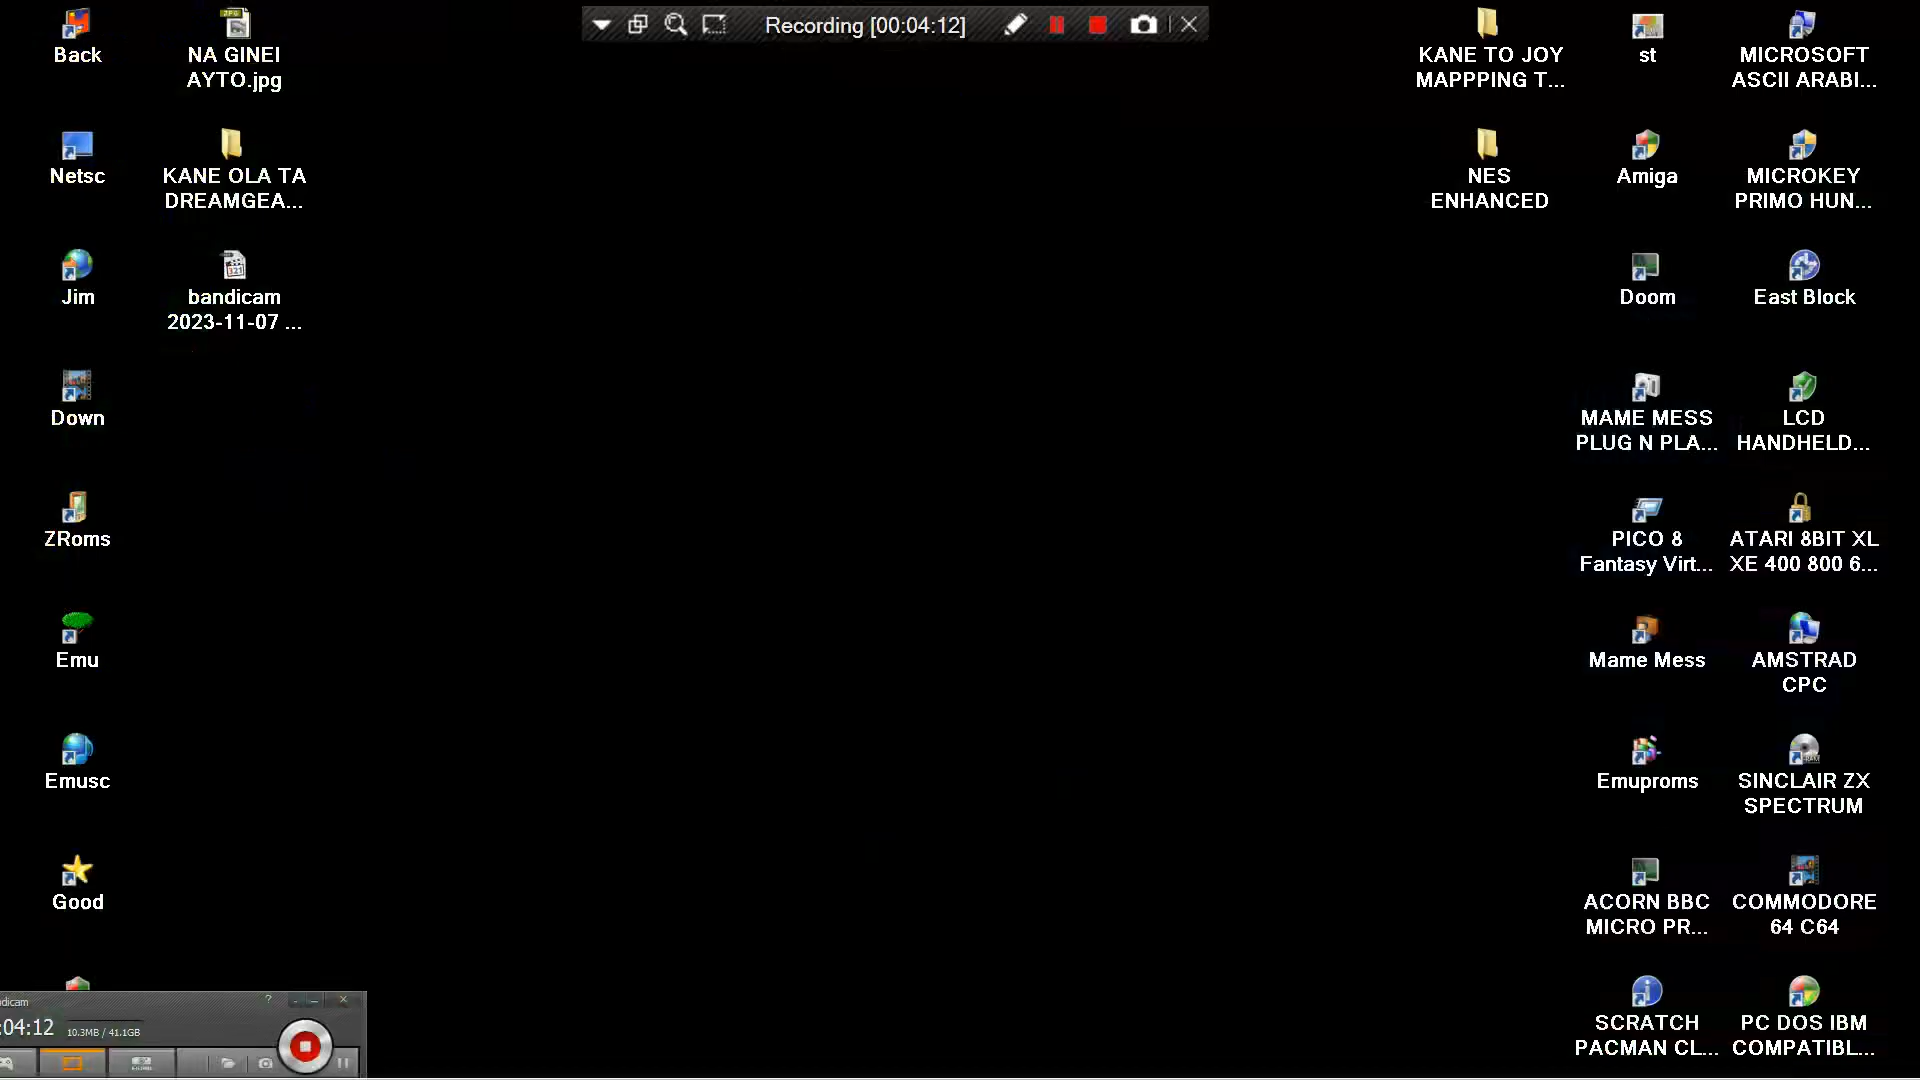 Recording [00:04:12]
Back
NA GINEI
AYTO.jpg
KANE TO JOY
MAPPPING T...
st
MICROSOFT
ASCII ARABI...
Netsc
KANE OLA TA
DREAMGEA...
NES
ENHANCED
Amiga
MICROKEY
PRIMO HUN...
Jim
bandicam
2023-11-07 ...
Doom
East Block
Down
MAME MESS
PLUG N PLA...
LCD
HANDHELD...
ZRoms
PICO 8
Fantasy Virt...
ATARI 8BIT XL
XE 400 800 6...
Emu
Mame Mess
AMSTRAD
CPC
Emusc
Emuproms
SINCLAIR ZX
SPECTRUM
Good
ACORN BBC
MICRO PR...
COMMODORE
64 C64
SCRATCH
PACMAN CL...
PC DOS IBM
COMPATIBL...
dicam
:04:12
10.3MB / 41.1GB